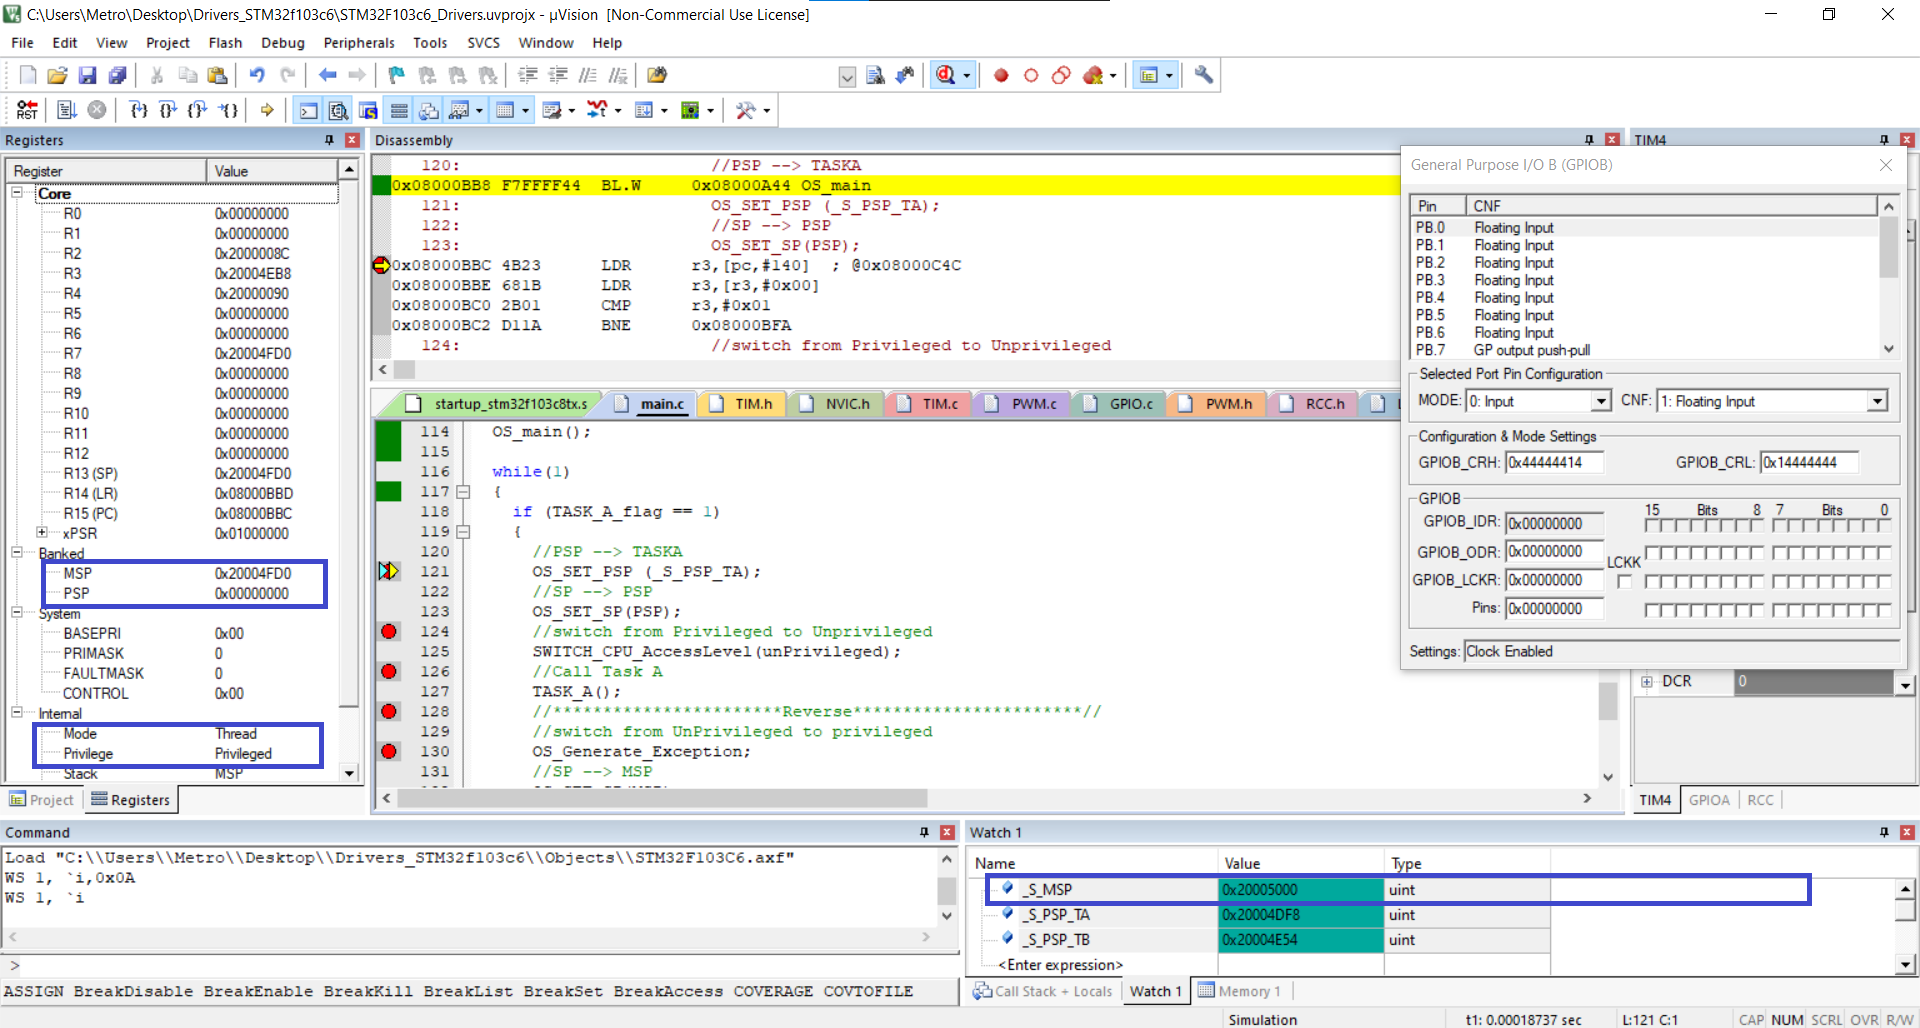 C:\Users\Metro\Desktop\Drivers_STM32f103c6\STM32F103C6_Drivers.uvprojx - µVision  [Non-Commercial Use License]
File Edit View Project Flash Debug Peripherals Tools SVCS Window Help
RST
Registers
Register Value
Core
R0 0x00000000
R1 0x00000000
R2 0x2000008C
R3 0x20004EB8
R4 0x20000090
R5 0x00000000
R6 0x00000000
R7 0x20004FD0
R8 0x00000000
R9 0x00000000
R10 0x00000000
R11 0x00000000
R12 0x00000000
R13 (SP) 0x20004FD0
R14 (LR) 0x08000BBD
R15 (PC) 0x08000BBC
xPSR 0x01000000
Banked
MSP 0x20004FD0
PSP 0x00000000
System
BASEPRI 0x00
PRIMASK 0
FAULTMASK 0
CONTROL 0x00
Internal
Mode Thread
Privilege Privileged
Stack MSP
Project Registers
Disassembly
120: //PSP --> TASKA
0x08000BB8 F7FFFF44 BL.W 0x08000A44 OS_main
121: OS_SET_PSP (_S_PSP_TA);
122: //SP --> PSP
123: OS_SET_SP(PSP);
0x08000BBC 4B23 LDR r3,[pc,#140] ; @0x08000C4C
0x08000BBE 681B LDR r3,[r3,#0x00]
0x08000BC0 2B01 CMP r3,#0x01
0x08000BC2 D11A BNE 0x08000BFA
124: //switch from Privileged to Unprivileged
startup_stm32f103c8tx.s main.c TIM.h NVIC.h TIM.c PWM.c GPIO.c PWM.h RCC.h
114 OS_main();
115
116 while(1)
117 {
118 if (TASK_A_flag == 1)
119 {
120 //PSP --> TASKA
121 OS_SET_PSP (_S_PSP_TA);
122 //SP --> PSP
123 OS_SET_SP(PSP);
124 //switch from Privileged to Unprivileged
125 SWITCH_CPU_AccessLevel(unPrivileged);
126 //Call Task A
127 TASK_A();
128 //***********************Reverse***********************//
129 //switch from UnPrivileged to privileged
130 OS_Generate_Exception;
131 //SP --> MSP
TIM4
General Purpose I/O B (GPIOB)
Pin CNF
PB.0 Floating Input
PB.1 Floating Input
PB.2 Floating Input
PB.3 Floating Input
PB.4 Floating Input
PB.5 Floating Input
PB.6 Floating Input
PB.7 GP output push-pull
Selected Port Pin Configuration
MODE: 0: Input CNF: 1: Floating Input
Configuration & Mode Settings
GPIOB_CRH: 0x44444414 GPIOB_CRL: 0x14444444
GPIOB
15 Bits 8 7 Bits 0
GPIOB_IDR: 0x00000000
GPIOB_ODR: 0x00000000
LCKK
GPIOB_LCKR: 0x00000000
Pins: 0x00000000
Settings: Clock Enabled
DCR 0
TIM4 GPIOA RCC
Command
Load "C:\\Users\\Metro\\Desktop\\Drivers_STM32f103c6\\Objects\\STM32F103C6.axf"
WS 1, `i,0x0A
WS 1, `i
>
ASSIGN BreakDisable BreakEnable BreakKill BreakList BreakSet BreakAccess COVERAGE COVTOFILE
Watch 1
Name Value Type
_S_MSP 0x20005000 uint
_S_PSP_TA 0x20004DF8 uint
_S_PSP_TB 0x20004E54 uint
<Enter expression>
Call Stack + Locals Watch 1 Memory 1
Simulation t1: 0.00018737 sec L:121 C:1 CAP NUM SCRL OVR R/W